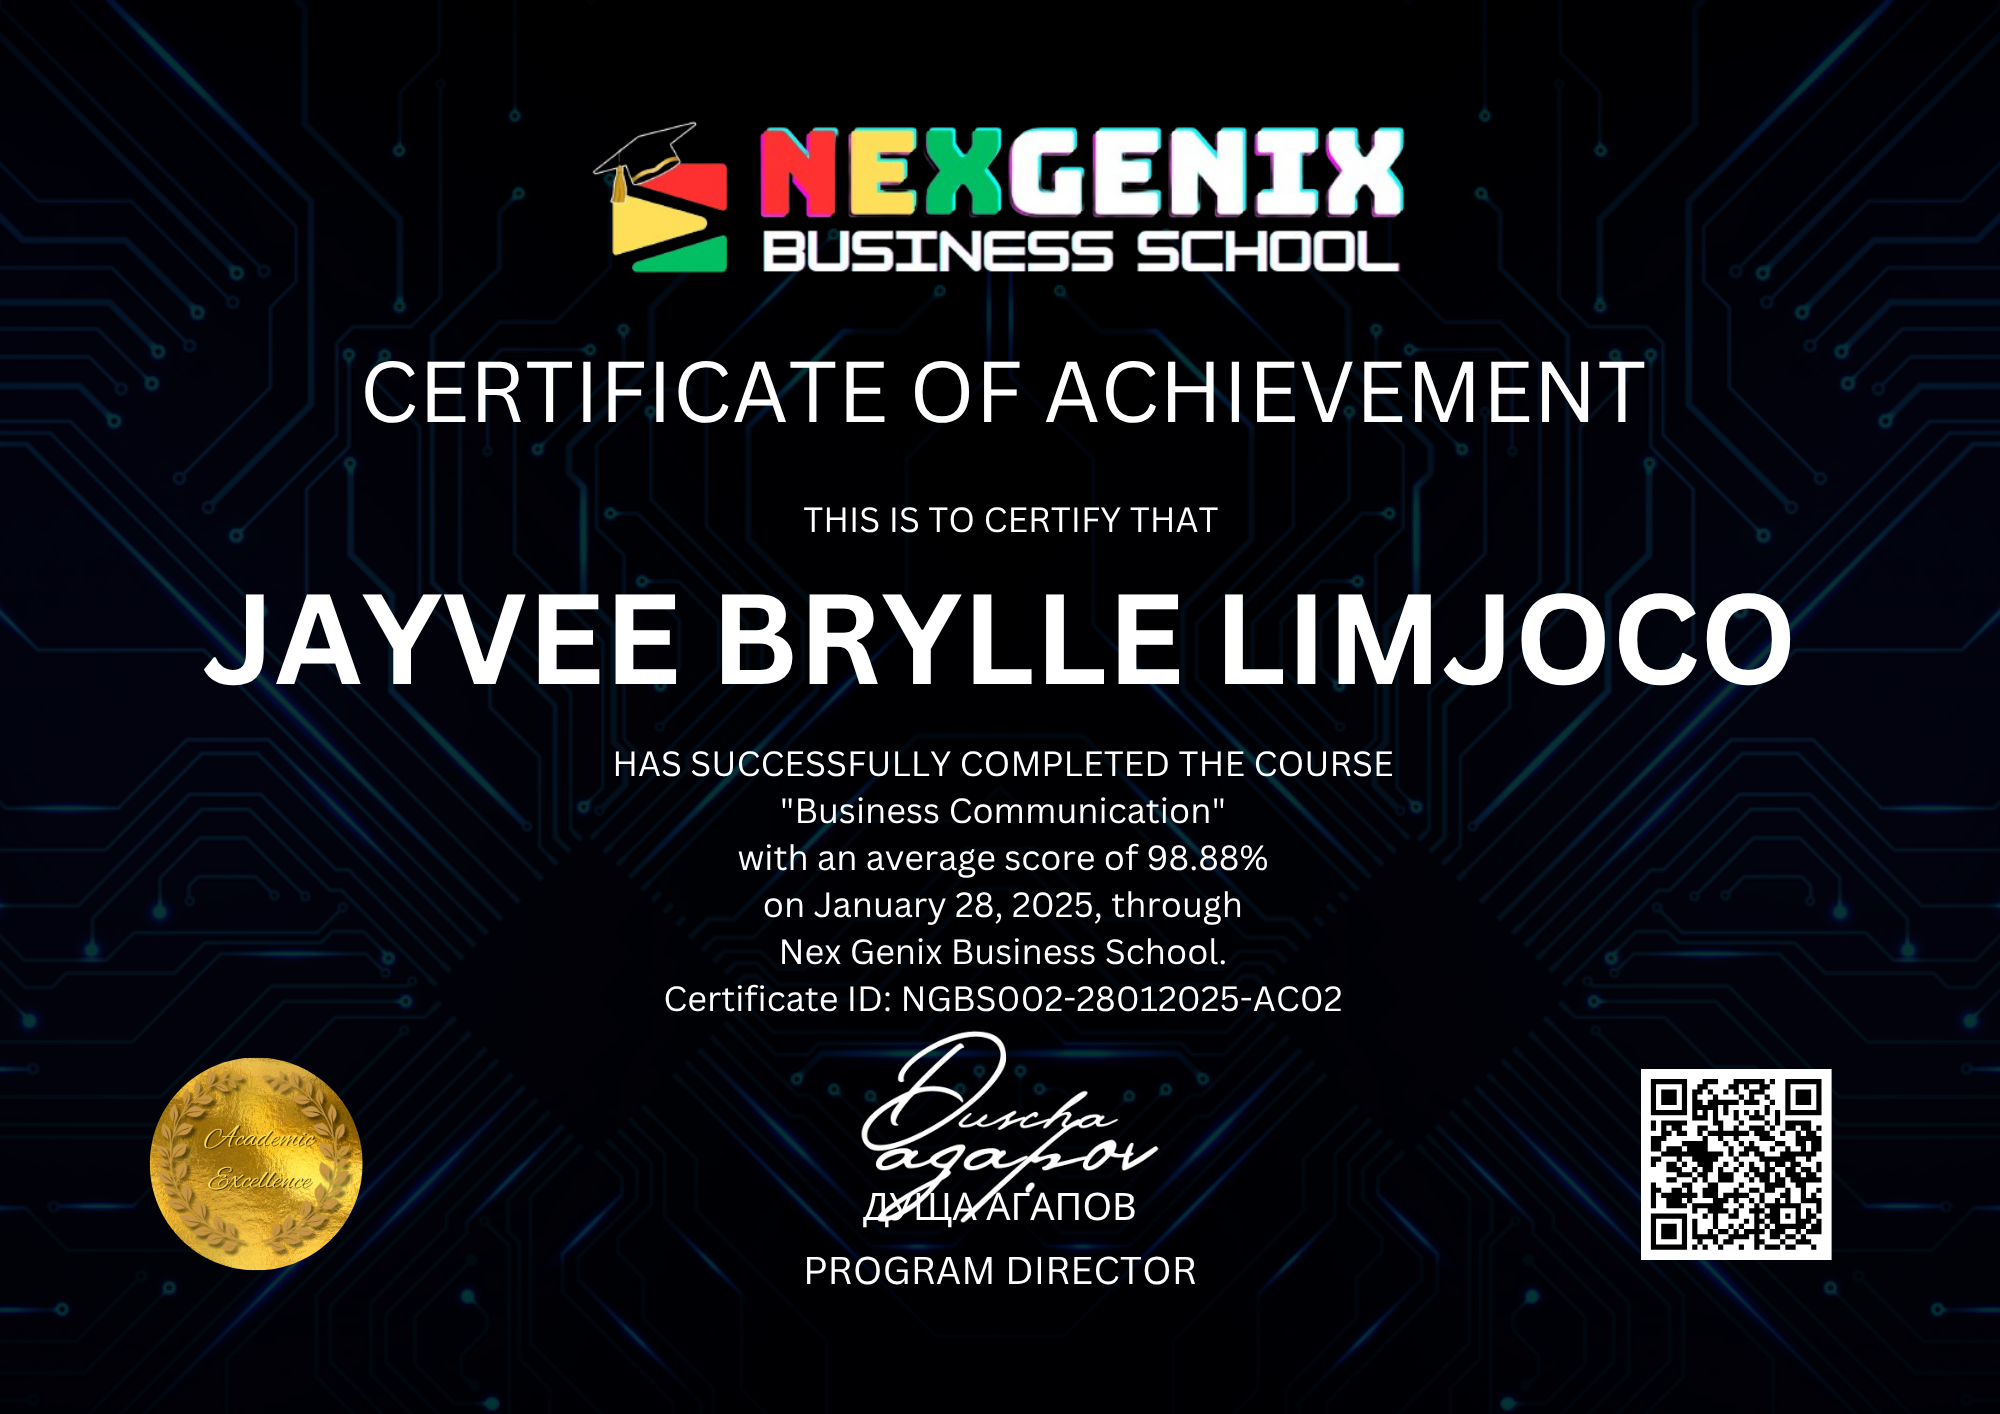 NEXGENIX
BUSINESS SCHOOL
CERTIFICATE OF ACHIEVEMENT
THIS IS TO CERTIFY THAT
JAYVEE BRYLLE LIMJOCO
HAS SUCCESSFULLY COMPLETED THE COURSE
"Business Communication"
with an average score of 98.88%
on January 28, 2025, through
Nex Genix Business School.
Certificate ID: NGBS002-28012025-AC02
Duscha
agapov
ДУЩА АГАПОВ
PROGRAM DIRECTOR
Academic
Excellence